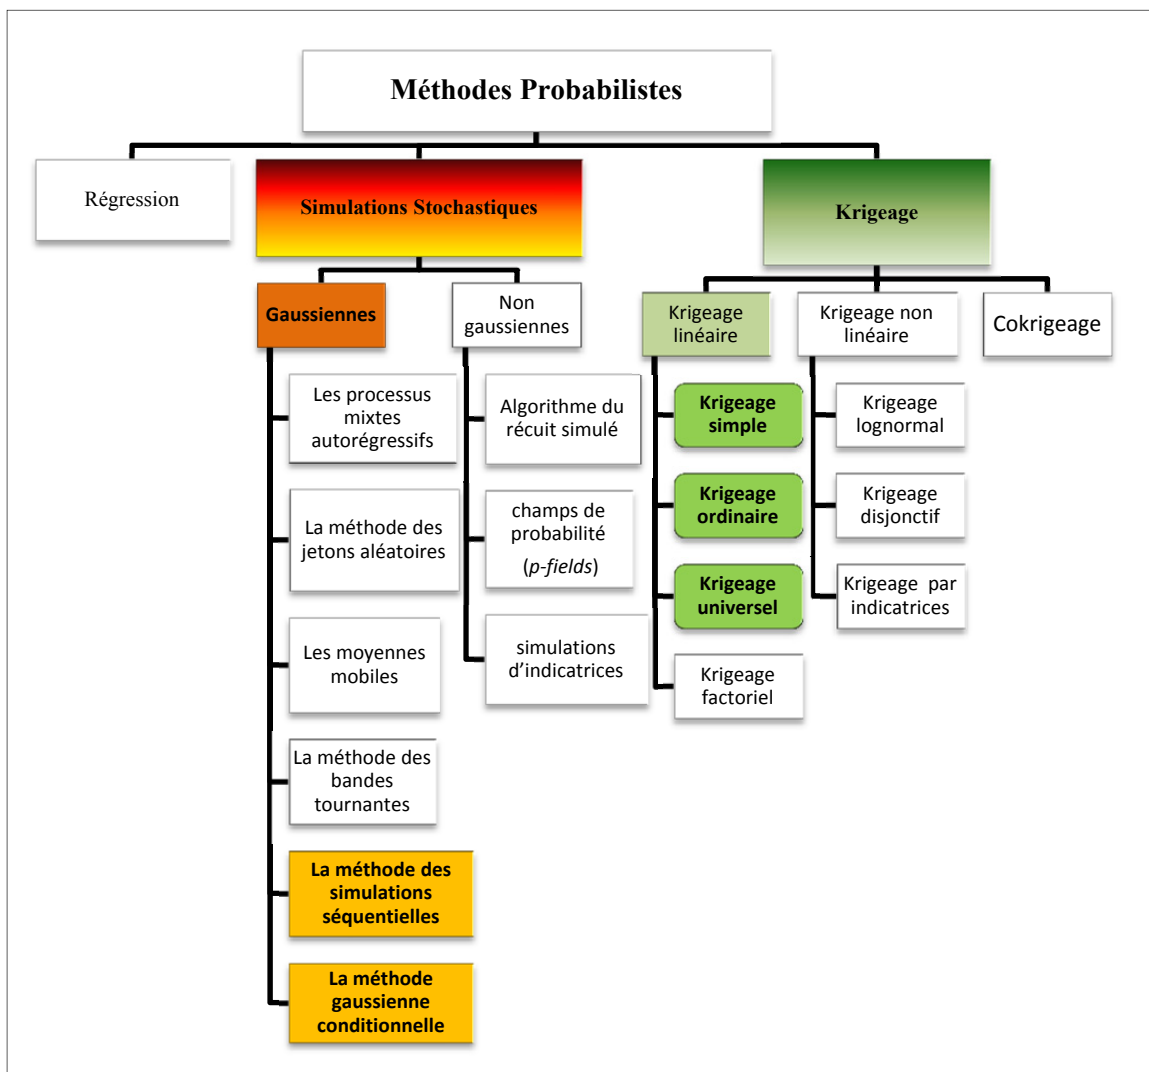 Méthodes Probabilistes
Régression
Simulations Stochastiques
Krigeage
Gaussiennes
Non
gaussiennes
Krigeage
linéaire
Krigeage non
linéaire
Cokrigeage
Les processus
mixtes
autorégressifs
Algorithme du
récuit simulé
Krigeage
simple
Krigeage
lognormal
La méthode des
jetons aléatoires
champs de
probabilité
(p-fields)
Krigeage
ordinaire
Krigeage
disjonctif
Krigeage
universel
Krigeage par
indicatrices
Les moyennes
mobiles
simulations
d’indicatrices
Krigeage
factoriel
La méthode des
bandes
tournantes
La méthode des
simulations
séquentielles
La méthode
gaussienne
conditionnelle